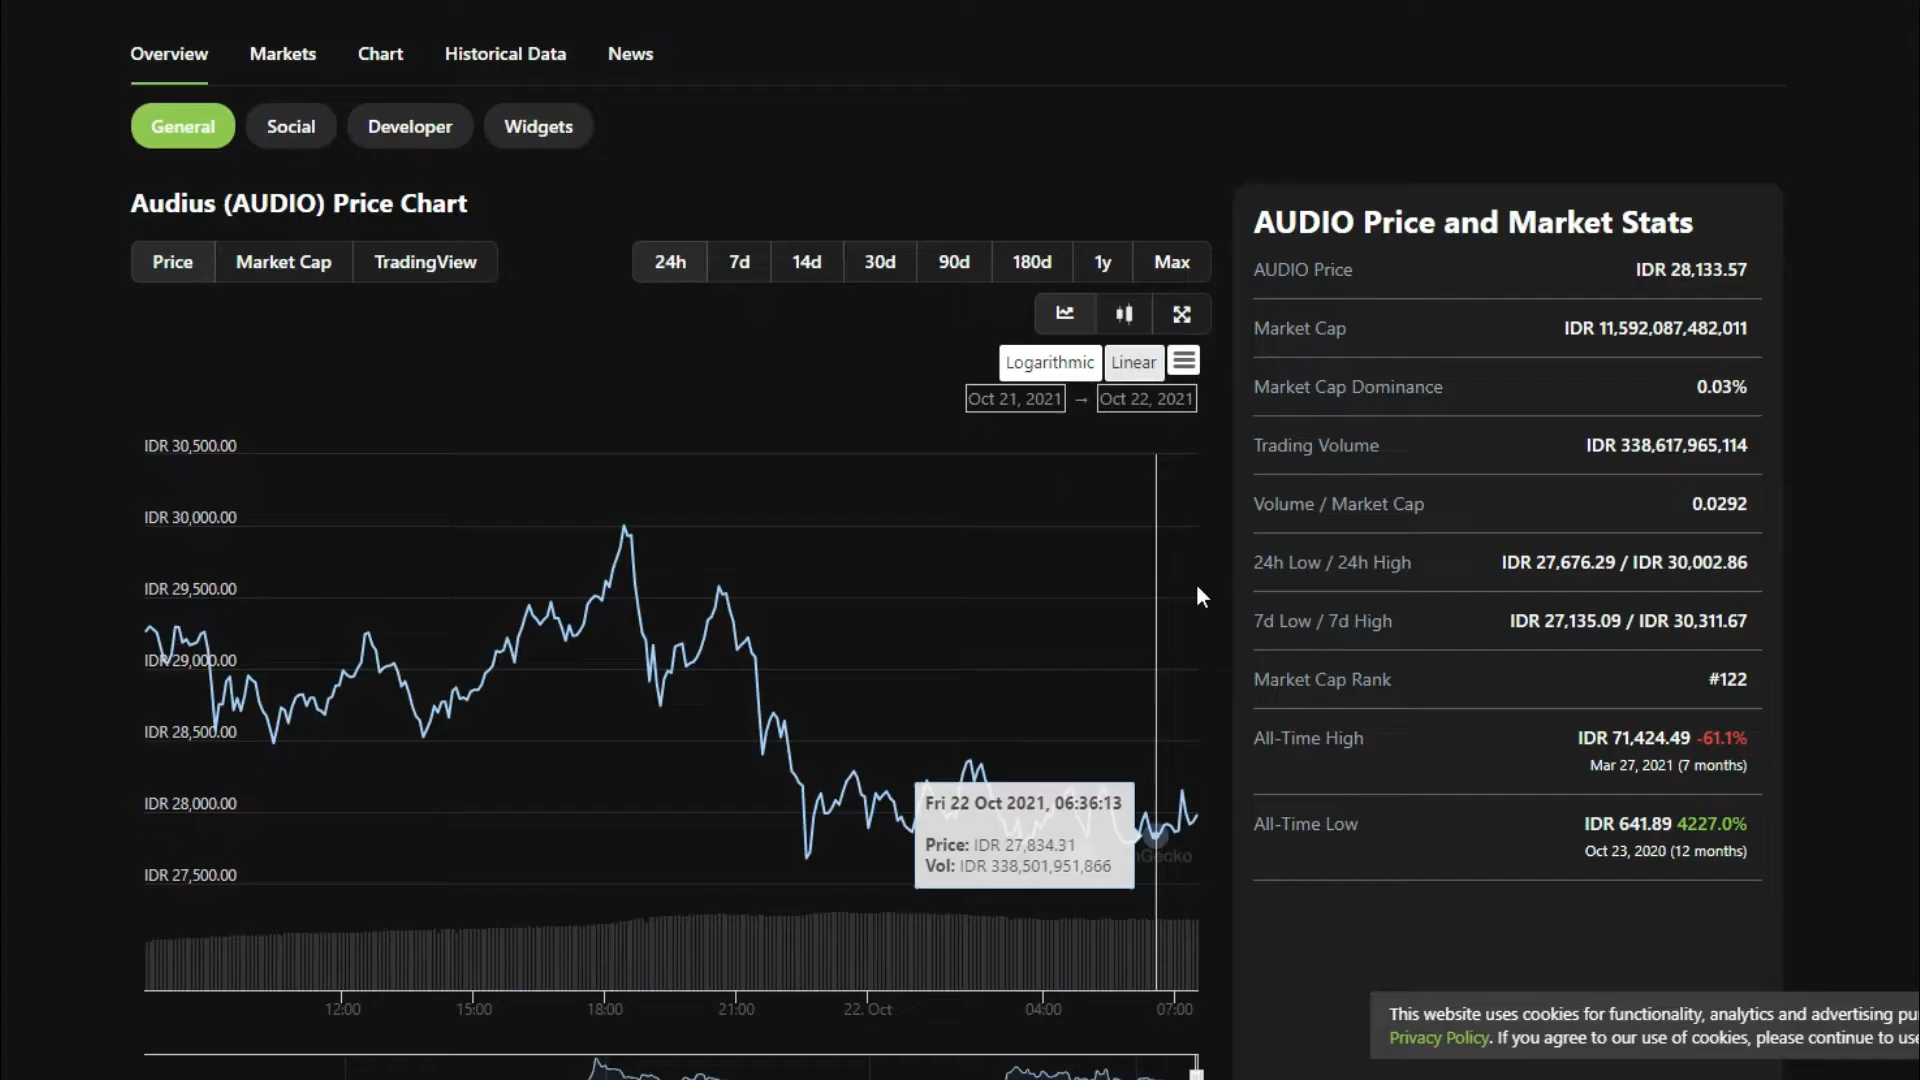 Overview Markets Chart Historical Data News
General Social Developer Widgets
Audius (AUDIO) Price Chart
Price Market Cap TradingView
24h 7d 14d 30d 90d 180d 1y Max
Logarithmic Linear
Oct 21, 2021 → Oct 22, 2021
IDR 30,500.00
IDR 30,000.00
IDR 29,500.00
IDR 29,000.00
IDR 28,500.00
IDR 28,000.00
IDR 27,500.00
Fri 22 Oct 2021, 06:36:13
Price: IDR 27,834.31
Vol: IDR 338,501,951,866
Gecko
12:00 15:00 18:00 21:00 22. Oct 04:00 07:00
AUDIO Price and Market Stats
AUDIO Price IDR 28,133.57
Market Cap IDR 11,592,087,482,011
Market Cap Dominance 0.03%
Trading Volume IDR 338,617,965,114
Volume / Market Cap 0.0292
24h Low / 24h High IDR 27,676.29 / IDR 30,002.86
7d Low / 7d High IDR 27,135.09 / IDR 30,311.67
Market Cap Rank #122
All-Time High IDR 71,424.49 -61.1%
Mar 27, 2021 (7 months)
All-Time Low IDR 641.89 4227.0%
Oct 23, 2020 (12 months)
This website uses cookies for functionality, analytics and advertising pu
Privacy Policy. If you agree to our use of cookies, please continue to use